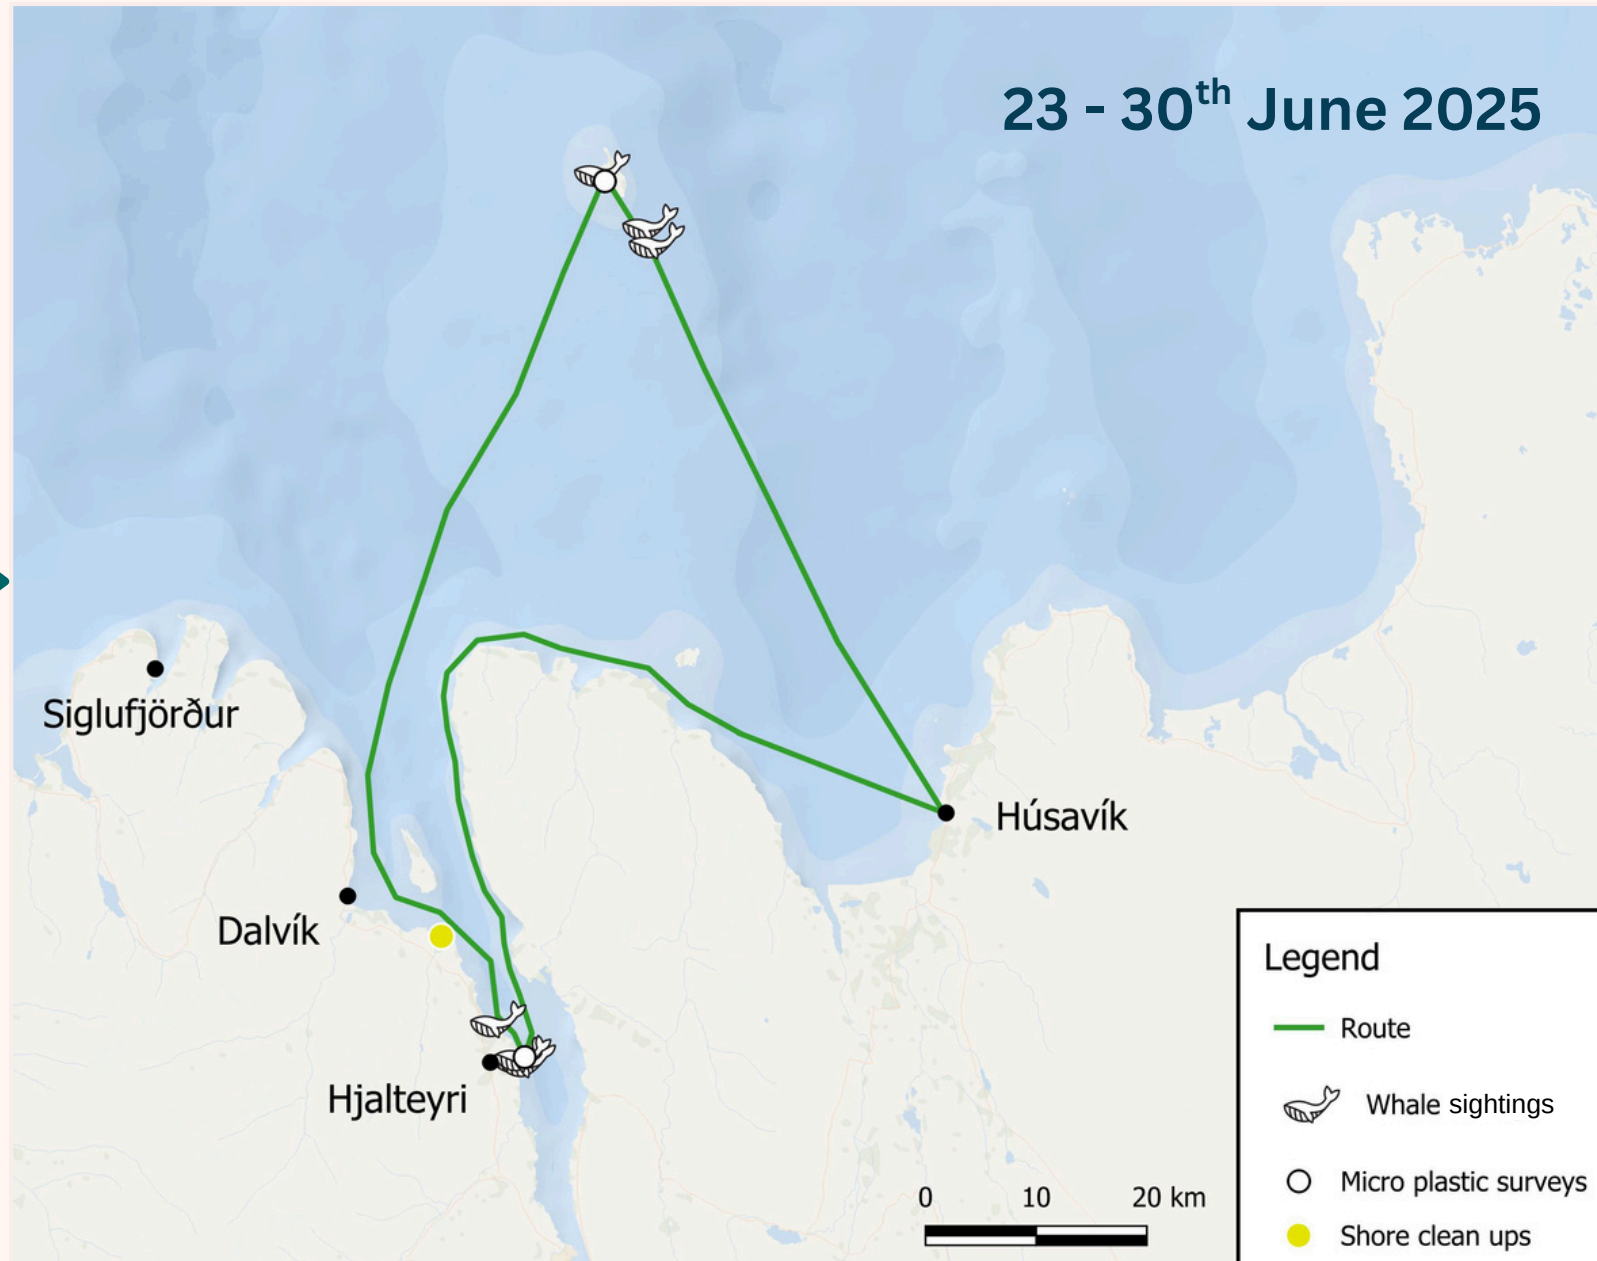 23 - 30th June 2025
Siglufjörður
Húsavík
Dalvík
Hjalteyri
Legend
Route
Whale sightings
Micro plastic surveys
Shore clean ups
0 10 20 km